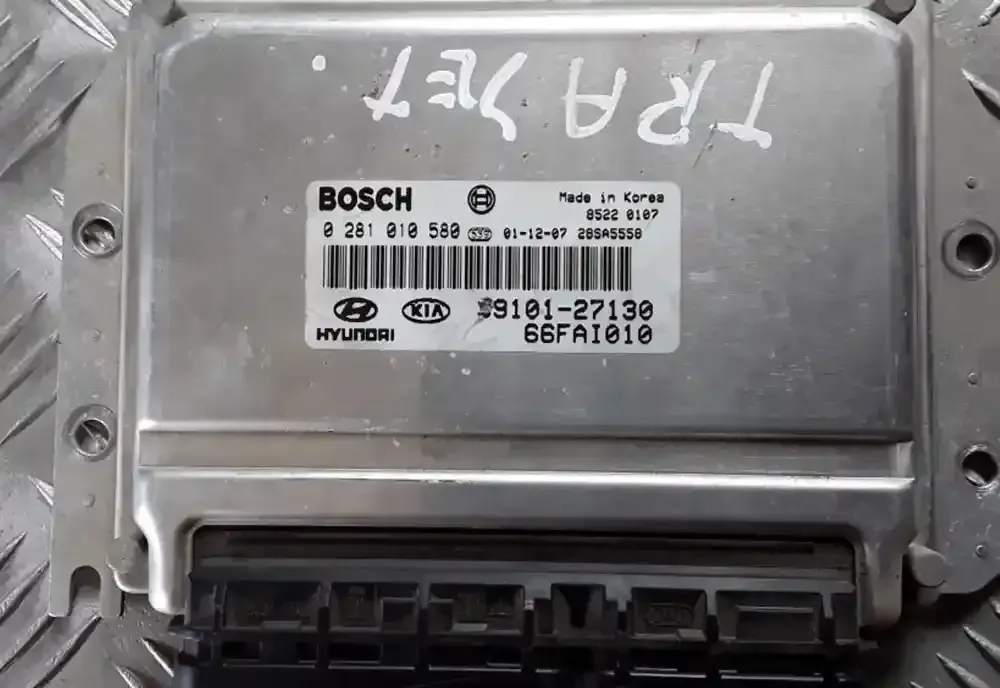 TRAJET.
BOSCH Made in Korea
8522 0107
0 281 010 580 01-12-07 28SA5558
KIA 39101-27130
HYUNDAI 66FAI010